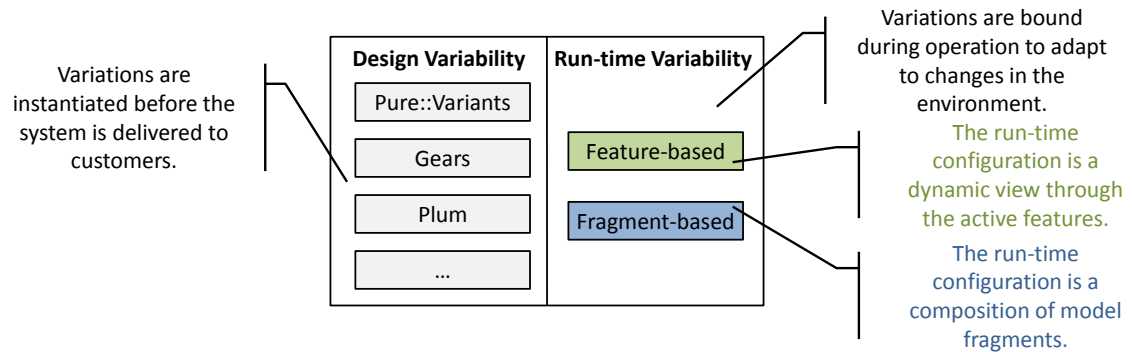 Variations are
instantiated before the
system is delivered to
customers.
Design Variability
Pure::Variants
Gears
Plum
...
Run-time Variability
Feature-based
Fragment-based
Variations are bound
during operation to adapt
to changes in the
environment.
The run-time
configuration is a
dynamic view through
the active features.
The run-time
configuration is a
composition of model
fragments.